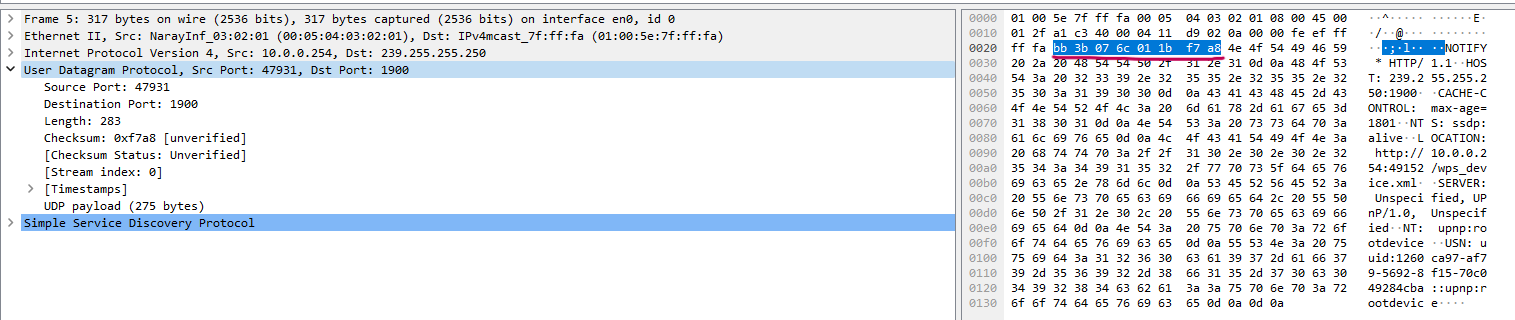 Frame 5: 317 bytes on wire (2536 bits), 317 bytes captured (2536 bits) on interface en0, id 0
Ethernet II, Src: NarayInf_03:02:01 (00:05:04:03:02:01), Dst: IPv4mcast_7f:ff:fa (01:00:5e:7f:ff:fa)
Internet Protocol Version 4, Src: 10.0.0.254, Dst: 239.255.255.250
User Datagram Protocol, Src Port: 47931, Dst Port: 1900
Source Port: 47931
Destination Port: 1900
Length: 283
Checksum: 0xf7a8 [unverified]
[Checksum Status: Unverified]
[Stream index: 0]
[Timestamps]
UDP payload (275 bytes)
Simple Service Discovery Protocol
0000 01 00 5e 7f ff fa 00 05 04 03 02 01 08 00 45 00 ··^····· ······E·
0010 01 2f a1 c3 40 00 04 11 d9 02 0a 00 00 fe ef ff ·/··@··· ········
0020 ff fa bb 3b 07 6c 01 1b f7 a8 4e 4f 54 49 46 59 ···;·l·· ··NOTIFY
0030 20 2a 20 48 54 54 50 2f 31 2e 31 0d 0a 48 4f 53 * HTTP/ 1.1··HOS
0040 54 3a 20 32 33 39 2e 32 35 35 2e 32 35 35 2e 32 T: 239.2 55.255.2
0050 35 30 3a 31 39 30 30 0d 0a 43 41 43 48 45 2d 43 50:1900· ·CACHE-C
0060 4f 4e 54 52 4f 4c 3a 20 6d 61 78 2d 61 67 65 3d ONTROL: max-age=
0070 31 38 30 31 0d 0a 4e 54 53 3a 20 73 73 64 70 3a 1801··NT S: ssdp:
0080 61 6c 69 76 65 0d 0a 4c 4f 43 41 54 49 4f 4e 3a alive··L OCATION:
0090 20 68 74 74 70 3a 2f 2f 31 30 2e 30 2e 30 2e 32 http:// 10.0.0.2
00a0 35 34 3a 34 39 31 35 32 2f 77 70 73 5f 64 65 76 54:49152 /wps_dev
00b0 69 63 65 2e 78 6d 6c 0d 0a 53 45 52 56 45 52 3a ice.xml· ·SERVER:
00c0 20 55 6e 73 70 65 63 69 66 69 65 64 2c 20 55 50 Unspeci fied, UP
00d0 6e 50 2f 31 2e 30 2c 20 55 6e 73 70 65 63 69 66 nP/1.0, Unspecif
00e0 69 65 64 0d 0a 4e 54 3a 20 75 70 6e 70 3a 72 6f ied··NT: upnp:ro
00f0 6f 74 64 65 76 69 63 65 0d 0a 55 53 4e 3a 20 75 otdevice ··USN: u
0100 75 69 64 3a 31 32 36 30 63 61 39 37 2d 61 66 37 uid:1260 ca97-af7
0110 39 2d 35 36 39 32 2d 38 66 31 35 2d 37 30 63 30 9-5692-8 f15-70c0
0120 34 39 32 38 34 63 62 61 3a 3a 75 70 6e 70 3a 72 49284cba ::upnp:r
0130 6f 6f 74 64 65 76 69 63 65 0d 0a 0d 0a ootdevic e····